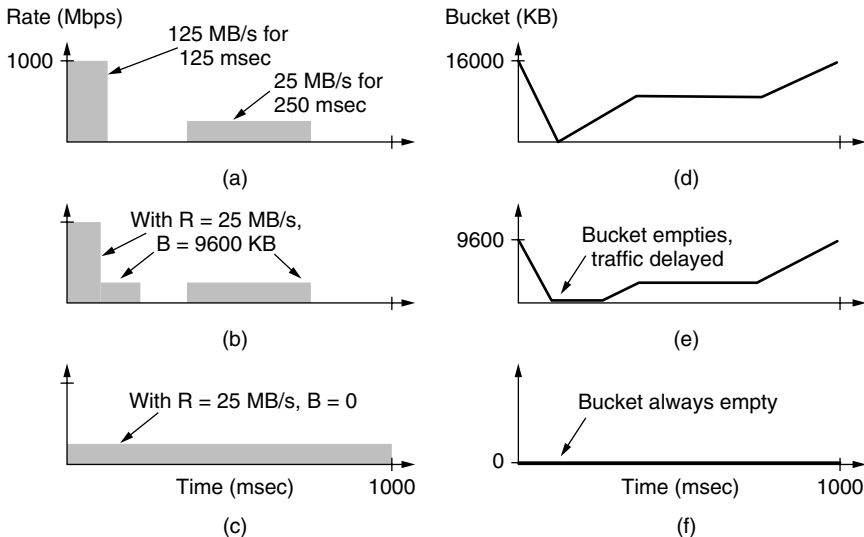 Rate (Mbps)
125 MB/s for
125 msec
1000
25 MB/s for
250 msec
(a)
Bucket (KB)
16000
(d)
With R = 25 MB/s,
B = 9600 KB
(b)
9600
Bucket empties,
traffic delayed
(e)
With R = 25 MB/s, B = 0
Time (msec)
1000
(c)
Bucket always empty
0
Time (msec)
1000
(f)